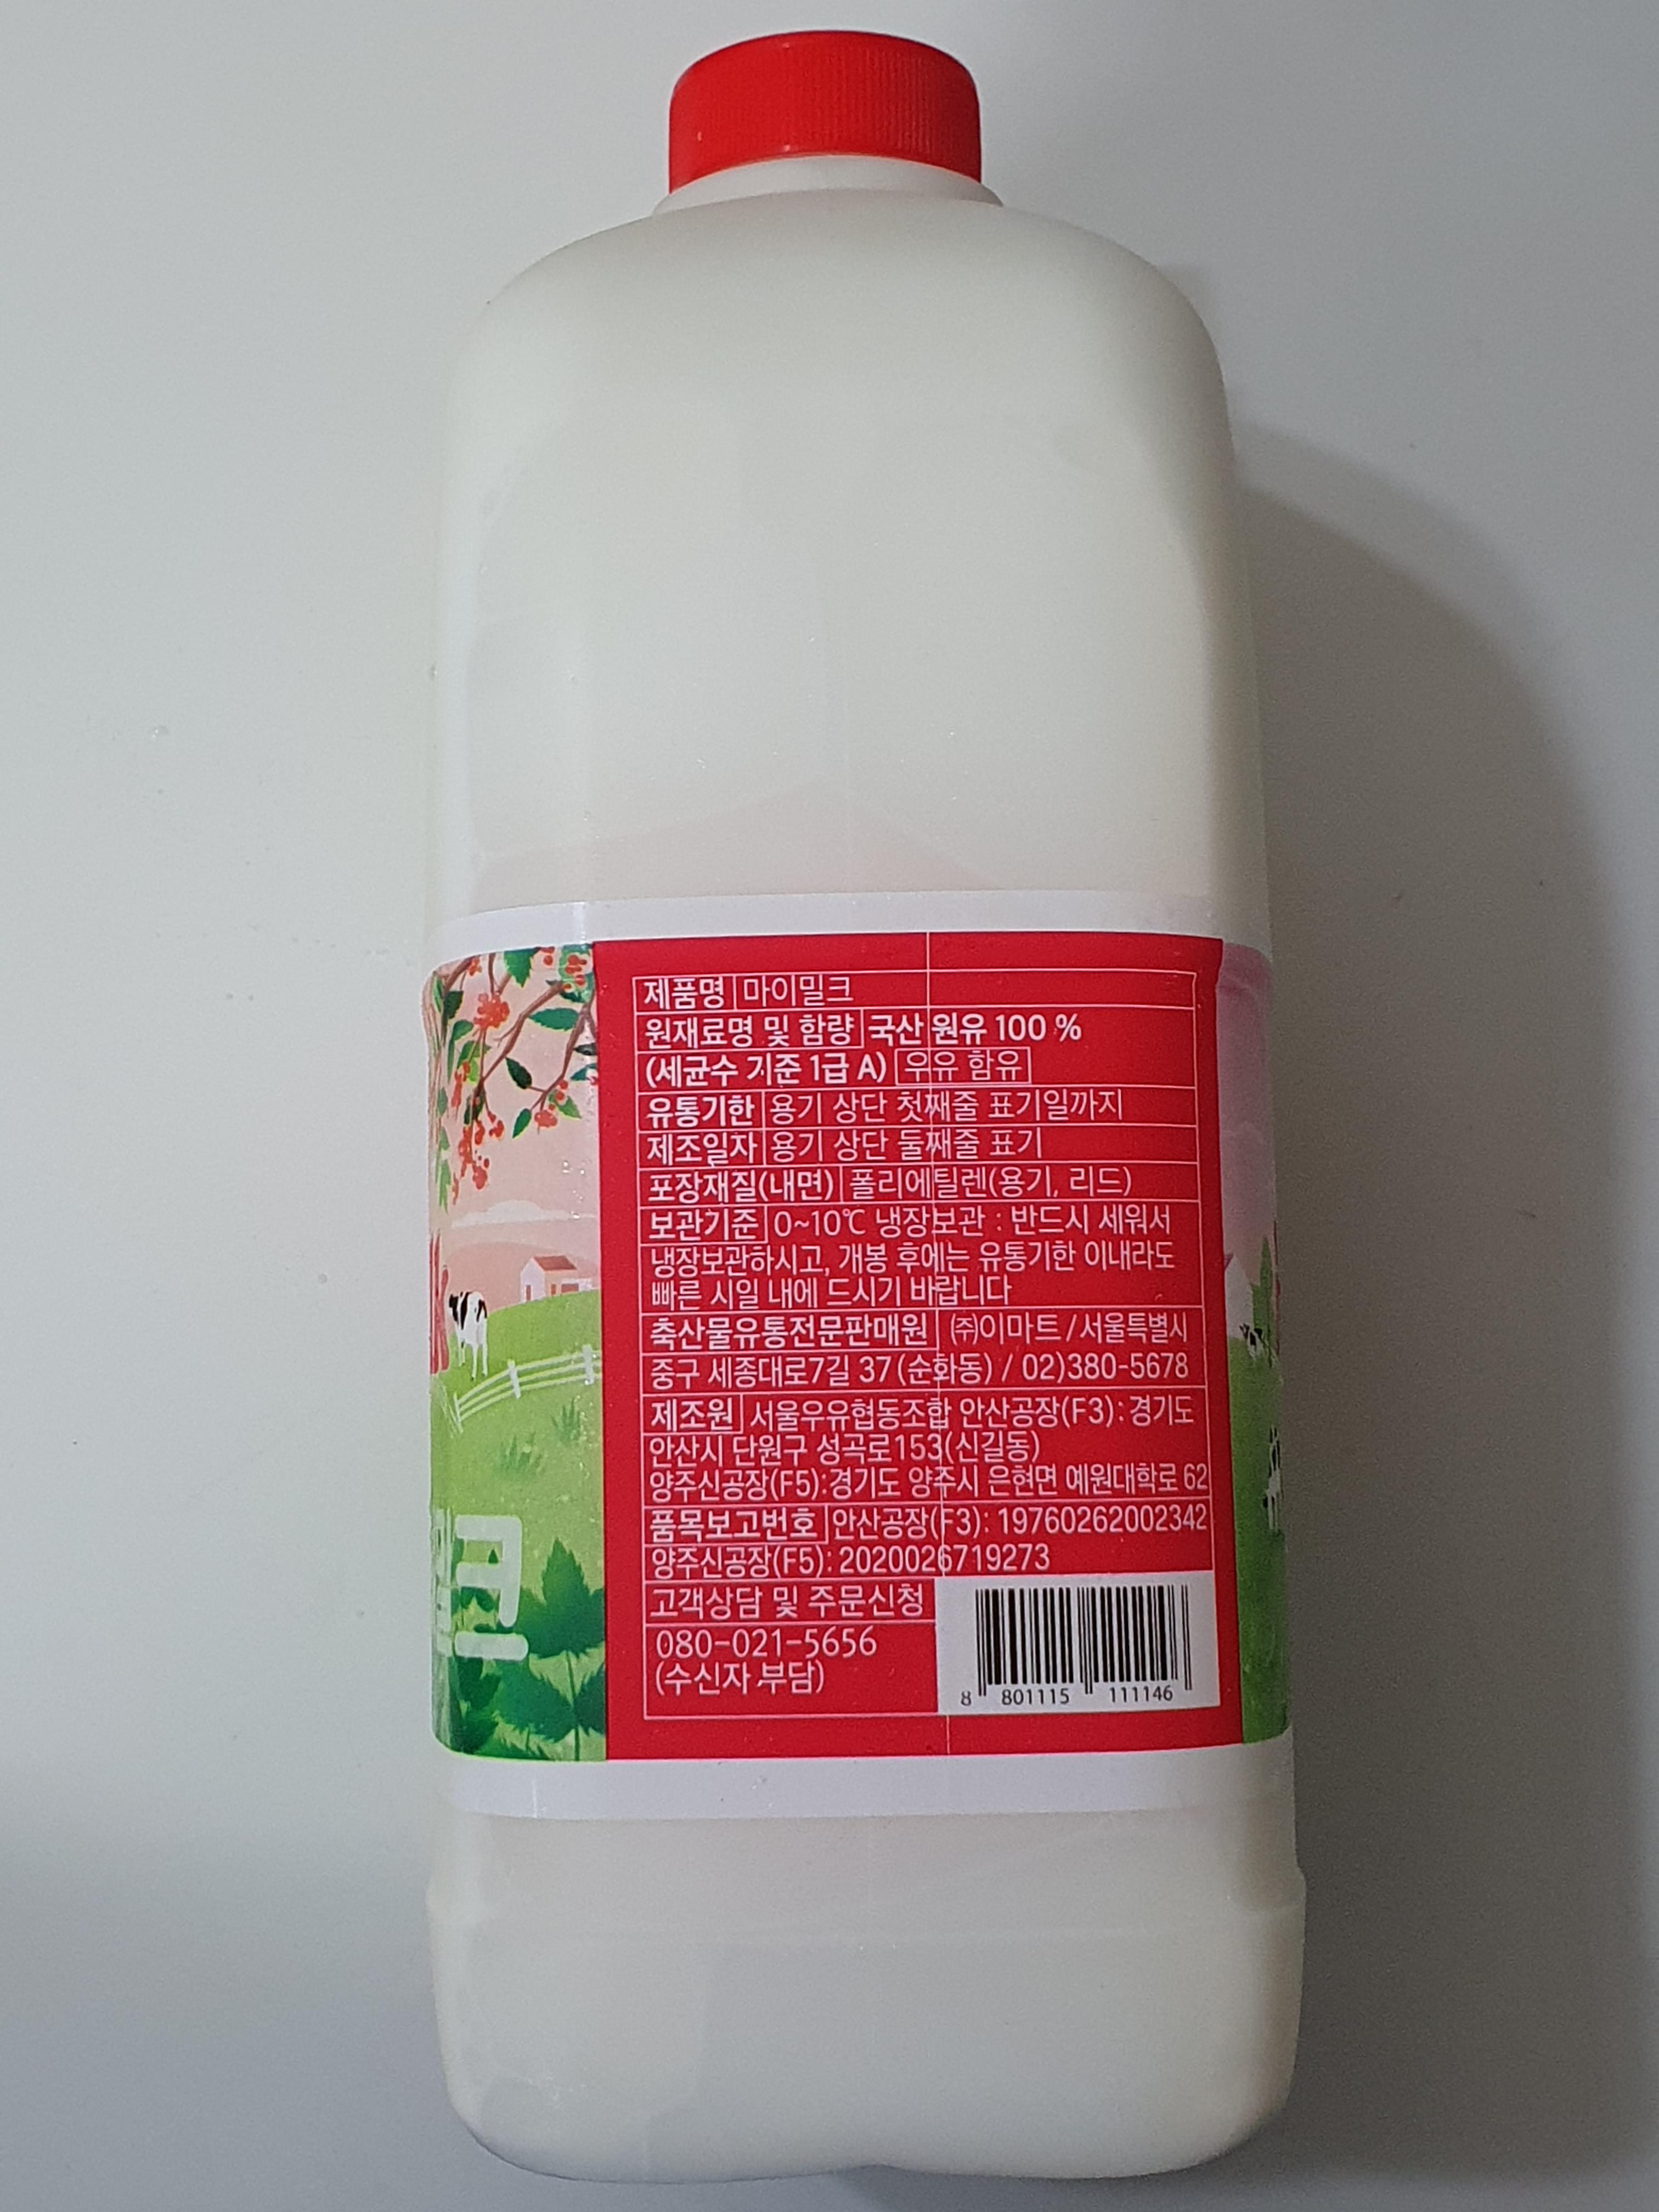 제품명 마이밀크
원재료명 및 함량 국산 원유 100 %
(세균수 기준 1급 A) 우유 함유
유통기한 용기 상단 첫째줄 표기일까지
제조일자 용기 상단 둘째줄 표기
포장재질(내면) 폴리에틸렌(용기, 리드)
보관기준 0~10℃ 냉장보관 : 반드시 세워서
냉장보관하시고, 개봉 후에는 유통기한 이내라도
빠른 시일 내에 드시기 바랍니다
축산물유통전문판매원 ㈜이마트 / 서울특별시
중구 세종대로7길 37 (순화동) / 02)380-5678
제조원 서울우유협동조합 안산공장(F3) : 경기도
안산시 단원구 성곡로153(신길동)
양주신공장(F5):경기도 양주시 은현면 예원대학로 62
품목보고번호 안산공장(F3): 19760262002342
양주신공장(F5): 2020026719273
고객상담 및 주문신청
080-021-5656
(수신자 부담)
8 801115 111146
크